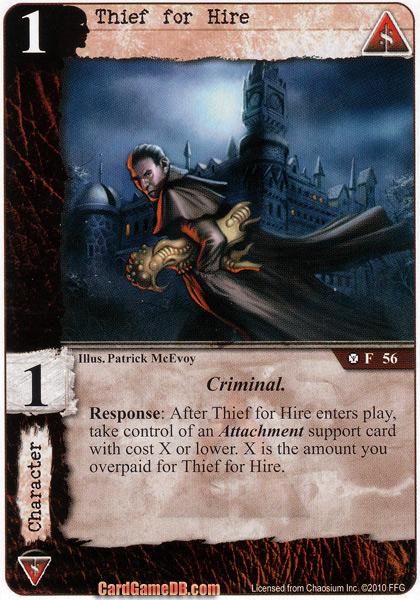 1
Thief for Hire
Illus. Patrick McEvoy
F 56
1
Character
Criminal.
Response: After Thief for Hire enters play,
take control of an Attachment support card
with cost X or lower. X is the amount you
overpaid for Thief for Hire.
CardGameDB.com
Licensed from Chaosium Inc. ©2010 FFG